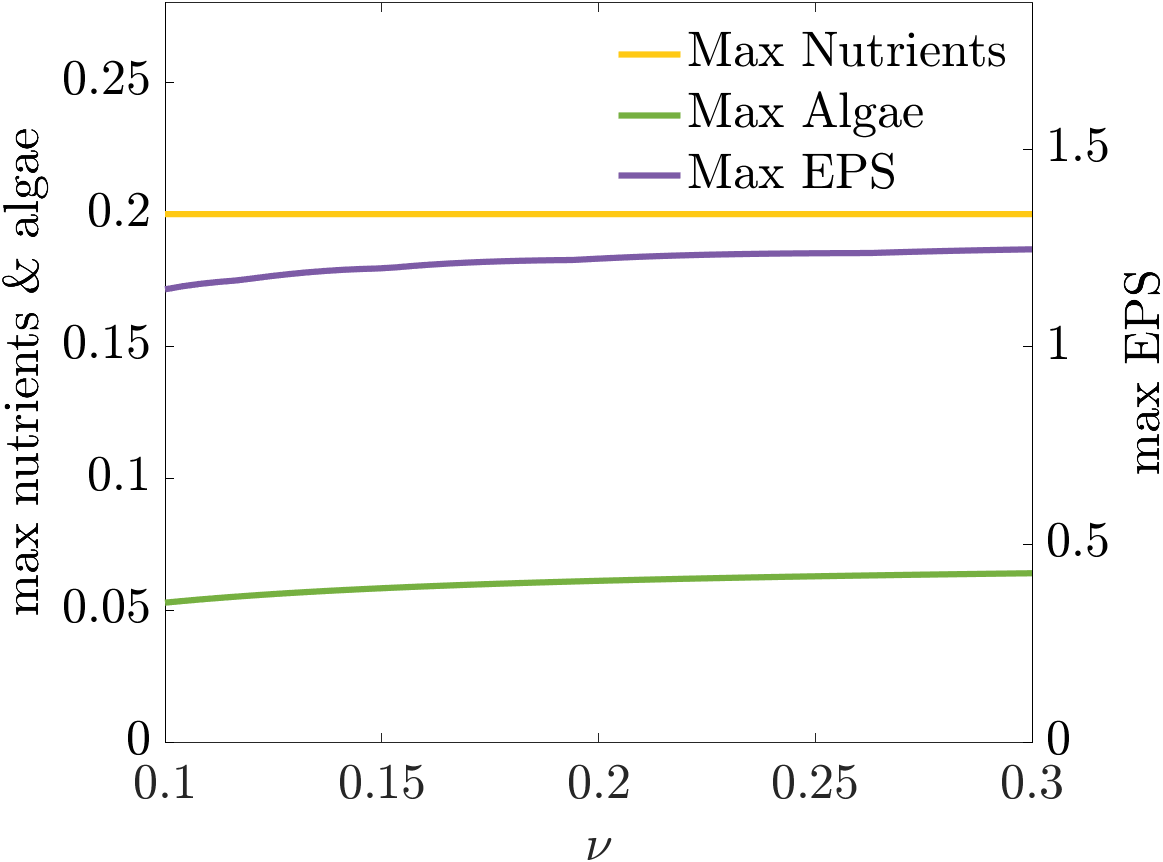 Max Nutrients
Max Algae
Max EPS
max nutrients & algae
0.25
0.2
0.15
0.1
0.05
0
max EPS
1.5
1
0.5
0
0.1 0.15 0.2 0.25 0.3
ν